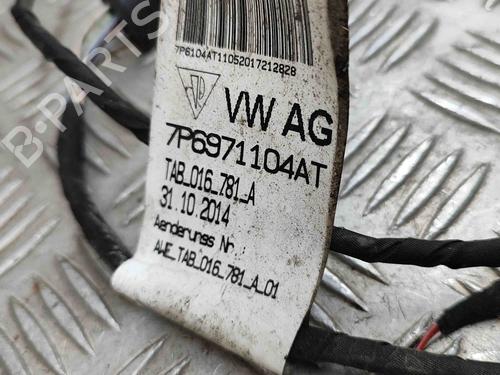 7P6104AT11052017212828
VW AG
7P6971104AT
TAB_016_781_A
31.10.2014
Aenderungs Nr.:
AWE_TAB_016_781_A_01
B-PARTS